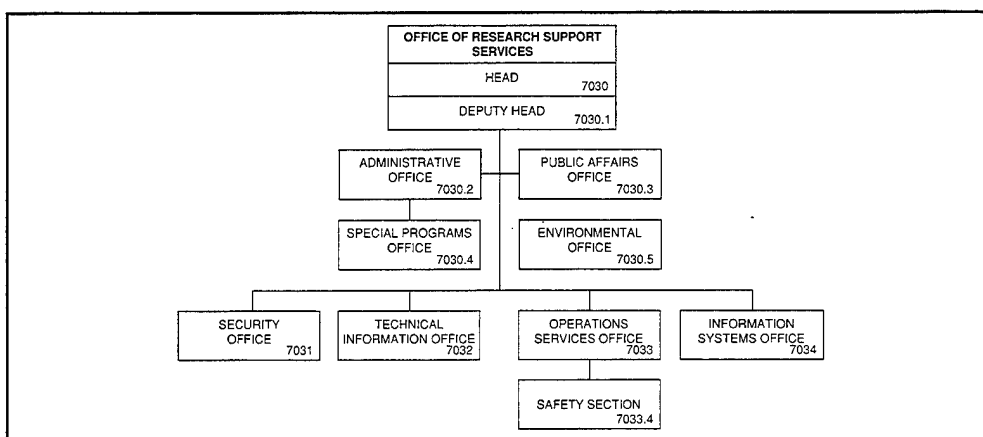 OFFICE OF RESEARCH SUPPORT
SERVICES
HEAD
7030
DEPUTY HEAD
7030.1
ADMINISTRATIVE
OFFICE
7030.2
PUBLIC AFFAIRS
OFFICE
7030.3
SPECIAL PROGRAMS
OFFICE
7030.4
ENVIRONMENTAL
OFFICE
7030.5
SECURITY
OFFICE
7031
TECHNICAL
INFORMATION OFFICE
7032
OPERATIONS
SERVICES OFFICE
7033
INFORMATION
SYSTEMS OFFICE
7034
SAFETY SECTION
7033.4